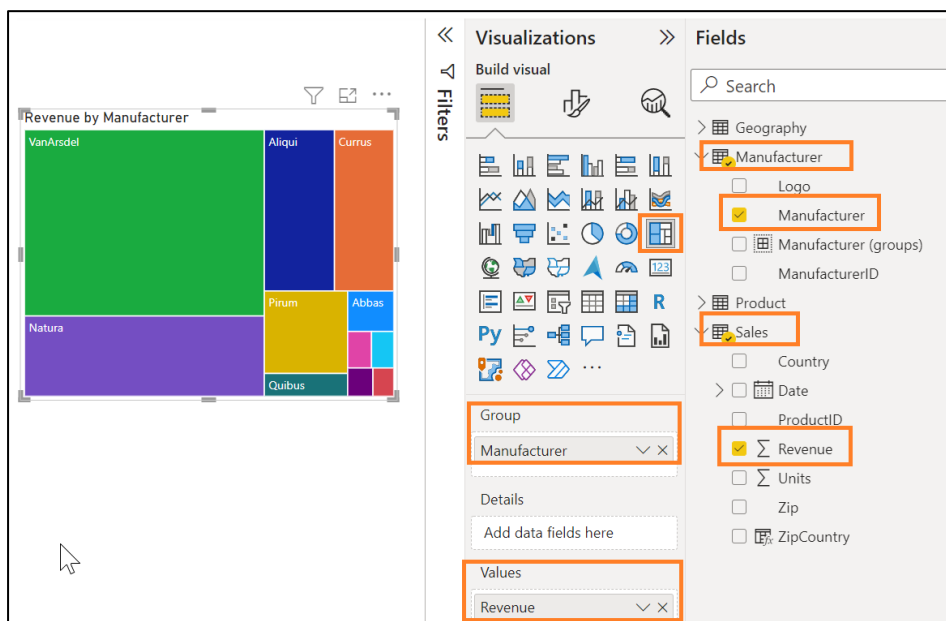 Revenue by Manufacturer
VanArsdel
Aliqui
Currus
Natura
Pirum
Abbas
Quibus
Filters
Visualizations
Build visual
123
R
Py
Group
Manufacturer
Details
Add data fields here
Values
Revenue
Fields
Search
Geography
Manufacturer
Logo
Manufacturer
Manufacturer (groups)
ManufacturerID
Product
Sales
Country
Date
ProductID
Revenue
Units
Zip
ZipCountry